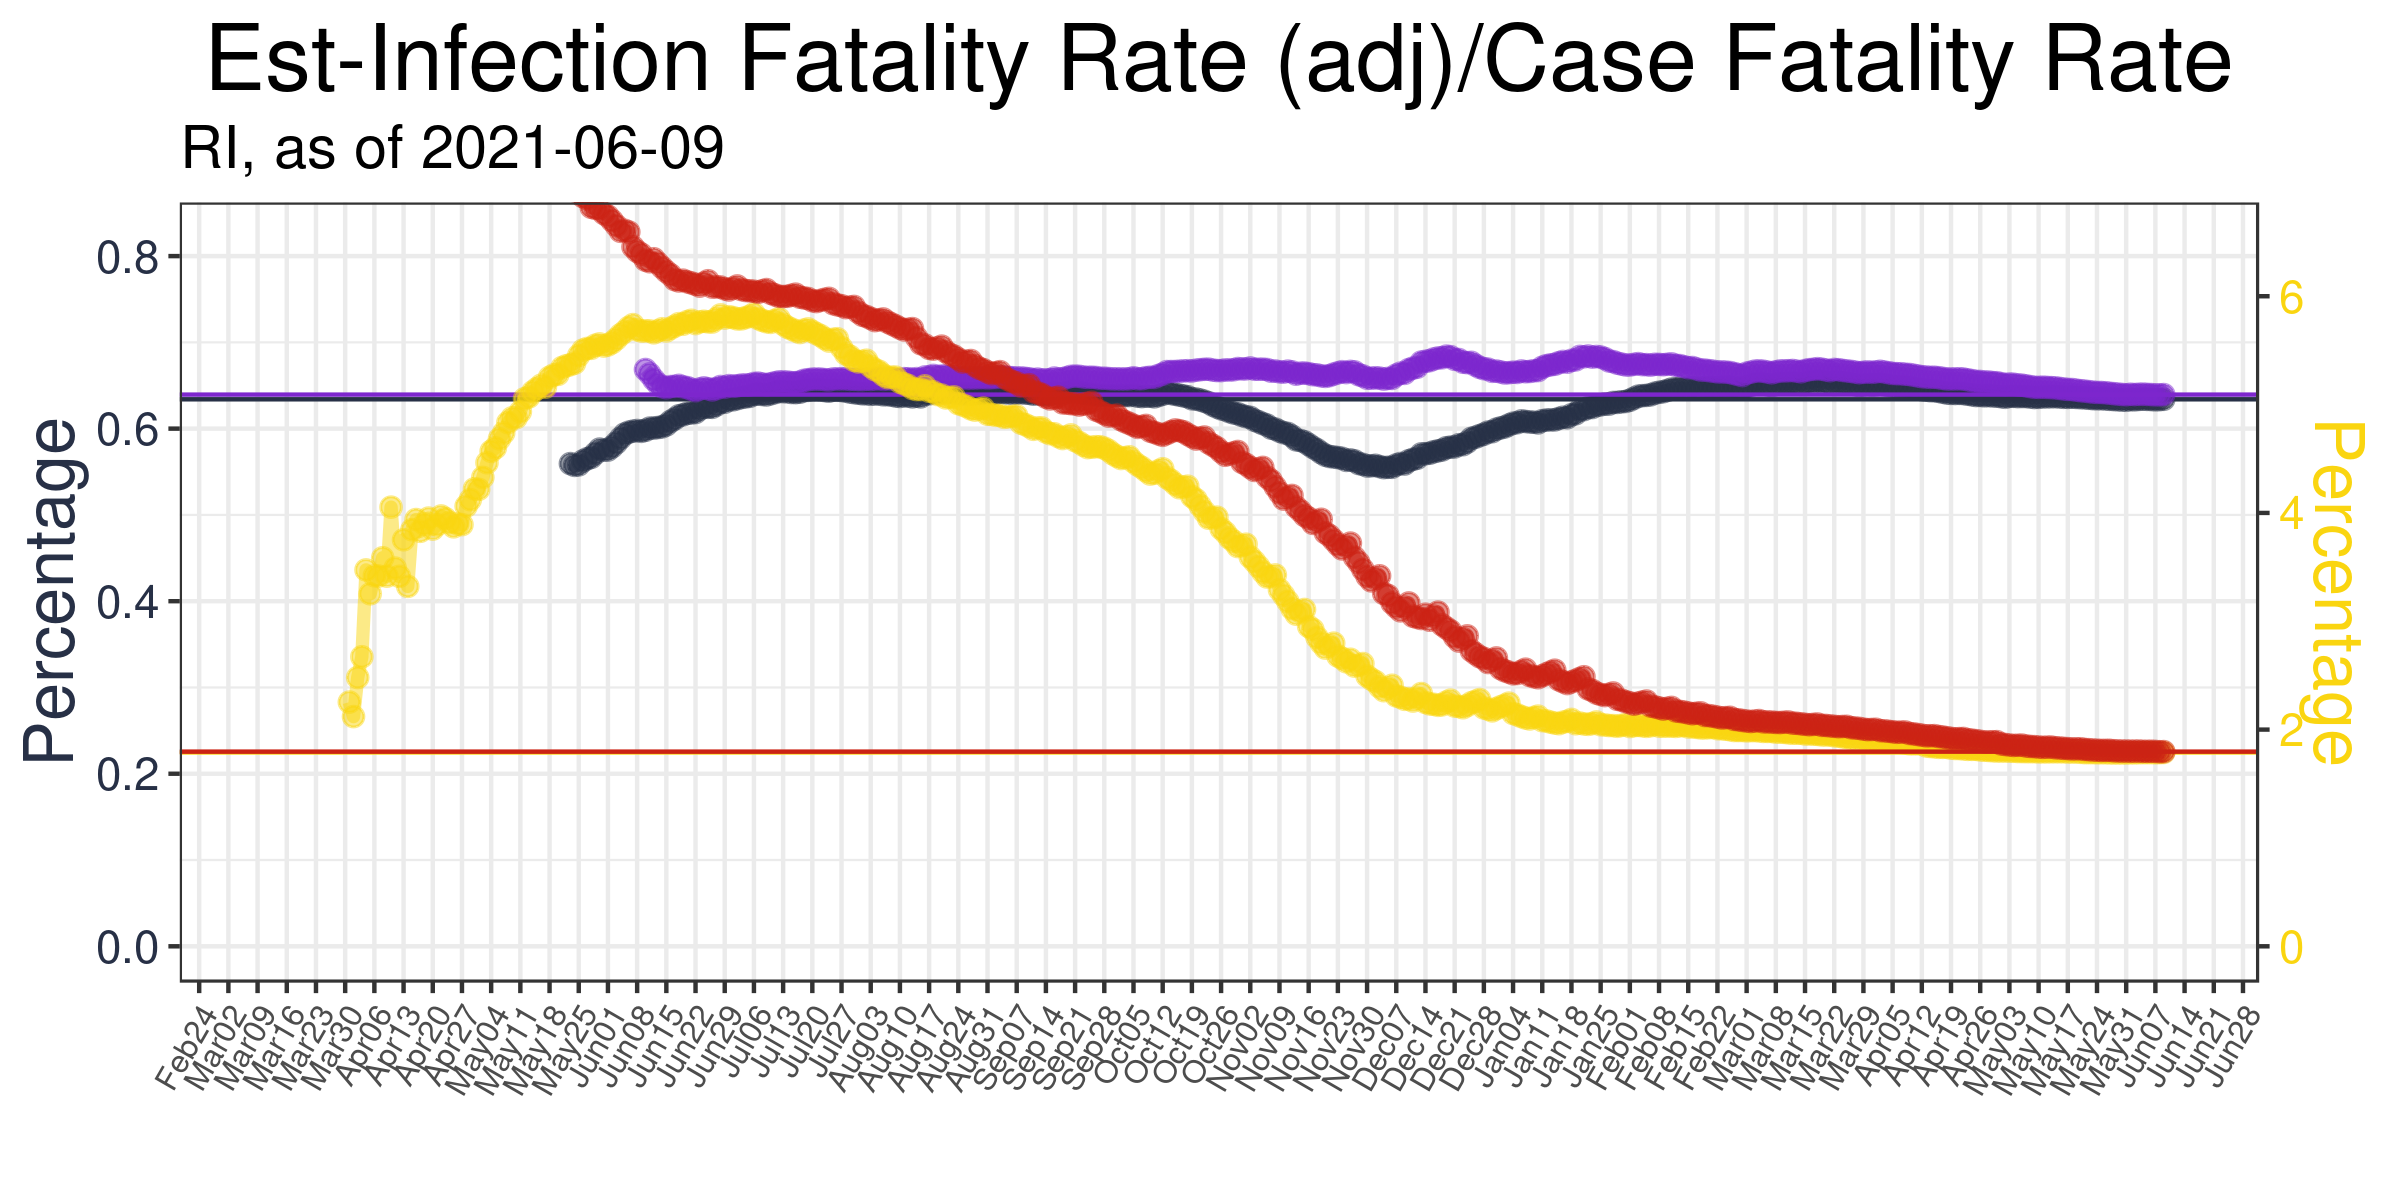 Est-Infection Fatality Rate (adj)/Case Fatality Rate
RI, as of 2021-06-09
Percentage
0.8
0.6
0.4
0.2
0.0
6
4
2
0
Percentage
Feb24
Mar02
Mar09
Mar16
Mar23
Mar30
Apr06
Apr13
Apr20
Apr27
May04
May11
May18
May25
Jun01
Jun08
Jun15
Jun22
Jun29
Jul06
Jul13
Jul20
Jul27
Aug03
Aug10
Aug17
Aug24
Aug31
Sep07
Sep14
Sep21
Sep28
Oct05
Oct12
Oct19
Oct26
Nov02
Nov09
Nov16
Nov23
Nov30
Dec07
Dec14
Dec21
Dec28
Jan04
Jan11
Jan18
Jan25
Feb01
Feb08
Feb15
Feb22
Mar01
Mar08
Mar15
Mar22
Mar29
Apr05
Apr12
Apr19
Apr26
May03
May10
May17
May24
May31
Jun07
Jun14
Jun21
Jun28